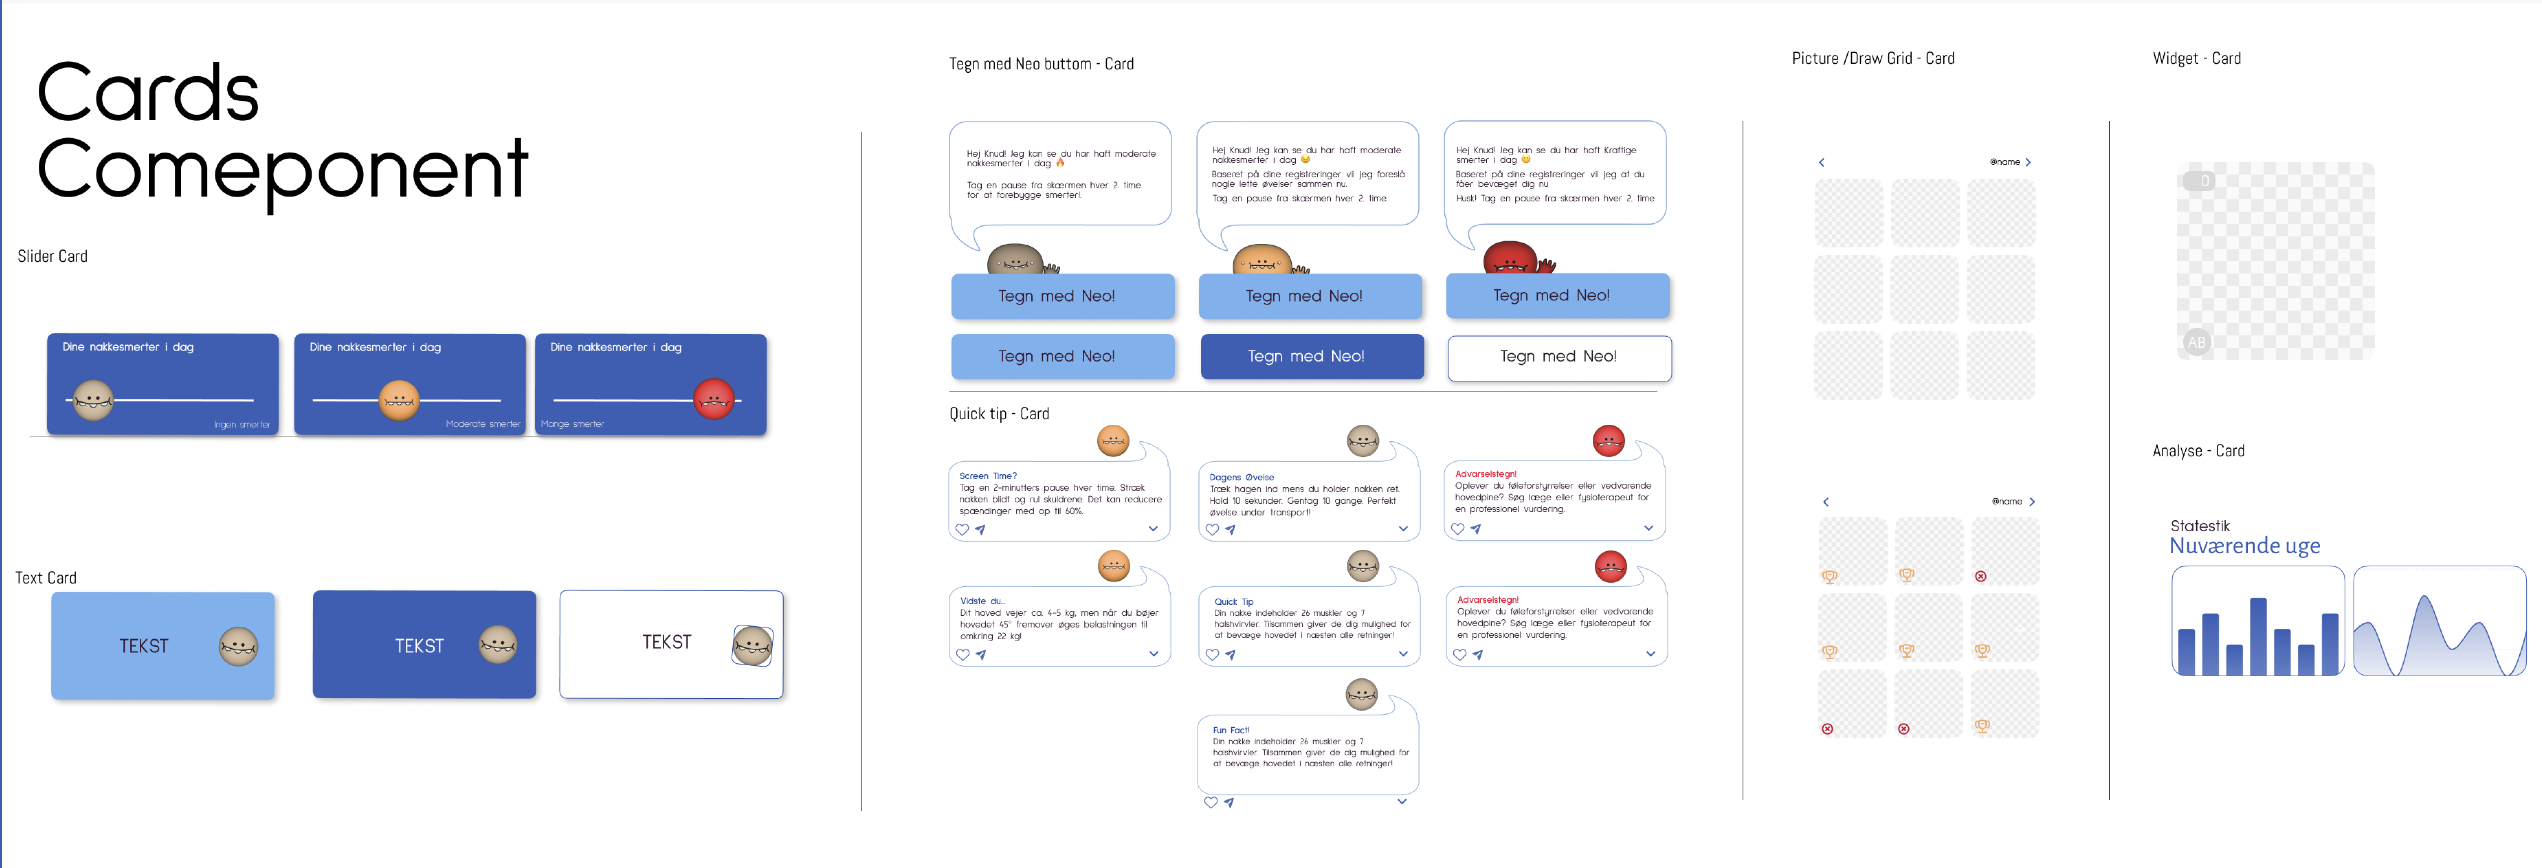 Cards
Comeponent
Slider Card
Dine nakkesmerter i dag
Ingen smerter
Dine nakkesmerter i dag
Moderate smerter
Dine nakkesmerter i dag
Mange smerter
Text Card
TEKST
TEKST
TEKST
Tegn med Neo buttom - Card
Hej Knud! Jeg kan se du har haft moderate
nakkesmerter i dag 🔥
Tag en pause fra skærmen hver 2. time
for at forebygge smerter!.
Hej Knud! Jeg kan se du har haft moderate
nakkesmerter i dag
Baseret på dine registreringer vil jeg foreslå
nogle lette øvelser sammen nu.
Tag en pause fra skærmen hver 2. time
Hej Knud! Jeg kan se du har haft Kraftige
smerter i dag
Baseret på dine registreringer vil jeg at du
fåer bevæget dig nu
Husk! Tag en pause fra skærmen hver 2. time
Tegn med Neo!
Tegn med Neo!
Tegn med Neo!
Tegn med Neo!
Tegn med Neo!
Tegn med Neo!
Quick tip - Card
Screen Time?
Tag en 2-minutters pause hver time. Stræk
nakken blidt og rul skuldrene. Det kan reducere
spændinger med op til 60%.
Dagens Øvelse
Træk hagen ind mens du holder nakken ret.
Hold 10 sekunder. Gentag 10 gange. Perfekt
øvelse under transport!
Advarselstegn!
Oplever du føleforstyrrelser eller vedvarende
hovedpine? Søg læge eller fysioterapeut for
en professionel vurdering.
Vidste du...
Dit hoved vejer ca. 4-5 kg, men når du bøjer
hovedet 45° fremover øges belastningen til
omkring 22 kg!
Quick Tip
Din nakke indeholder 26 muskler og 7
halshvirvler. Tilsammen giver de dig mulighed for
at bevæge hovedet i næsten alle retninger!
Advarselstegn!
Oplever du føleforstyrrelser eller vedvarende
hovedpine? Søg læge eller fysioterapeut for
en professionel vurdering.
Fun Fact!
Din nakke indeholder 26 muskler og 7
halshvirvler. Tilsammen giver de dig mulighed for
at bevæge hovedet i næsten alle retninger!
Picture /Draw Grid - Card
@name
@name
Widget - Card
0
AB
Analyse - Card
Statestik
Nuværende uge